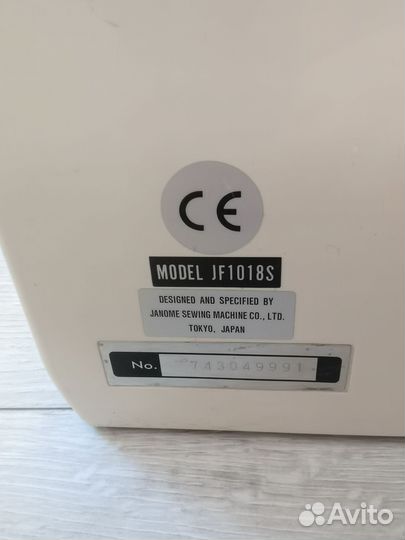 CE
MODEL JF1018S
DESIGNED AND SPECIFIED BY
JANOME SEWING MACHINE CO., LTD.
TOKYO, JAPAN
No. 743049991
Avito